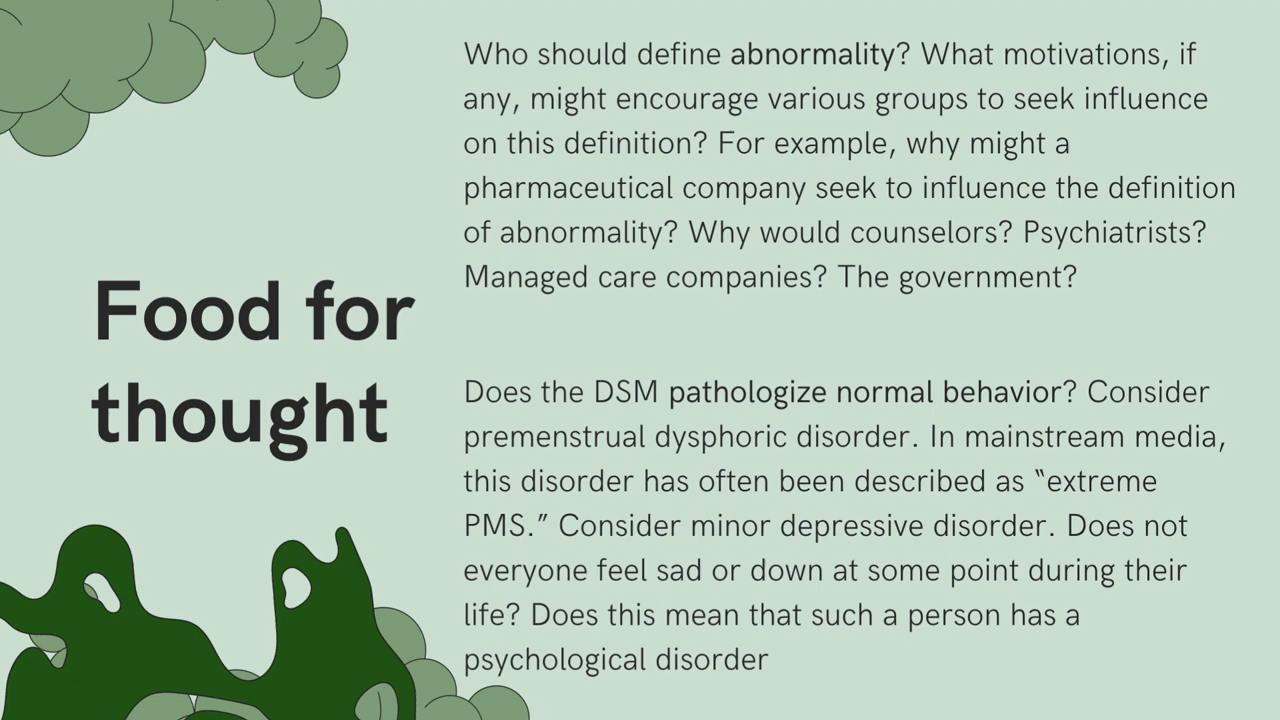 Food for
thought
Who should define abnormality? What motivations, if
any, might encourage various groups to seek influence
on this definition? For example, why might a
pharmaceutical company seek to influence the definition
of abnormality? Why would counselors? Psychiatrists?
Managed care companies? The government?
Does the DSM pathologize normal behavior? Consider
premenstrual dysphoric disorder. In mainstream media,
this disorder has often been described as “extreme
PMS.” Consider minor depressive disorder. Does not
everyone feel sad or down at some point during their
life? Does this mean that such a person has a
psychological disorder